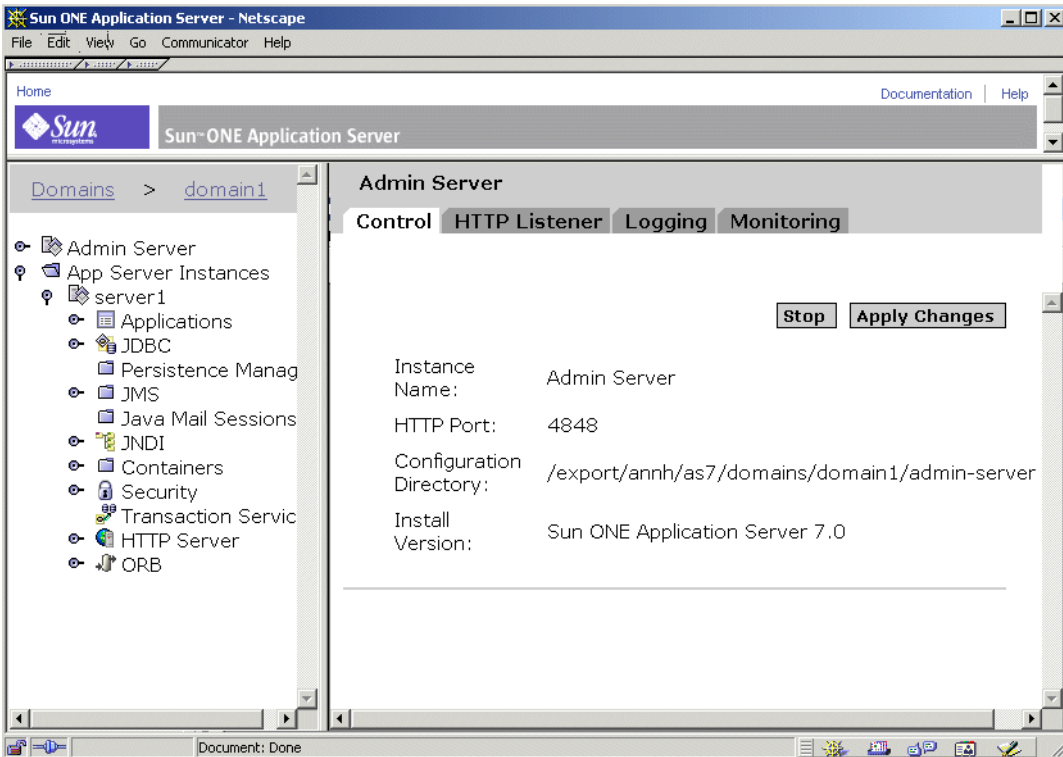 Sun ONE Application Server - Netscape
File Edit View Go Communicator Help
Home
Documentation | Help
Sun
microsystems
Sun™ ONE Application Server
Domains > domain1
Admin Server
App Server Instances
server1
Applications
JDBC
Persistence Manag
JMS
Java Mail Sessions
JNDI
Containers
Security
Transaction Servic
HTTP Server
ORB
Admin Server
Control HTTP Listener Logging Monitoring
Stop Apply Changes
Instance Name: Admin Server
HTTP Port: 4848
Configuration Directory: /export/annh/as7/domains/domain1/admin-server
Install Version: Sun ONE Application Server 7.0
Document: Done